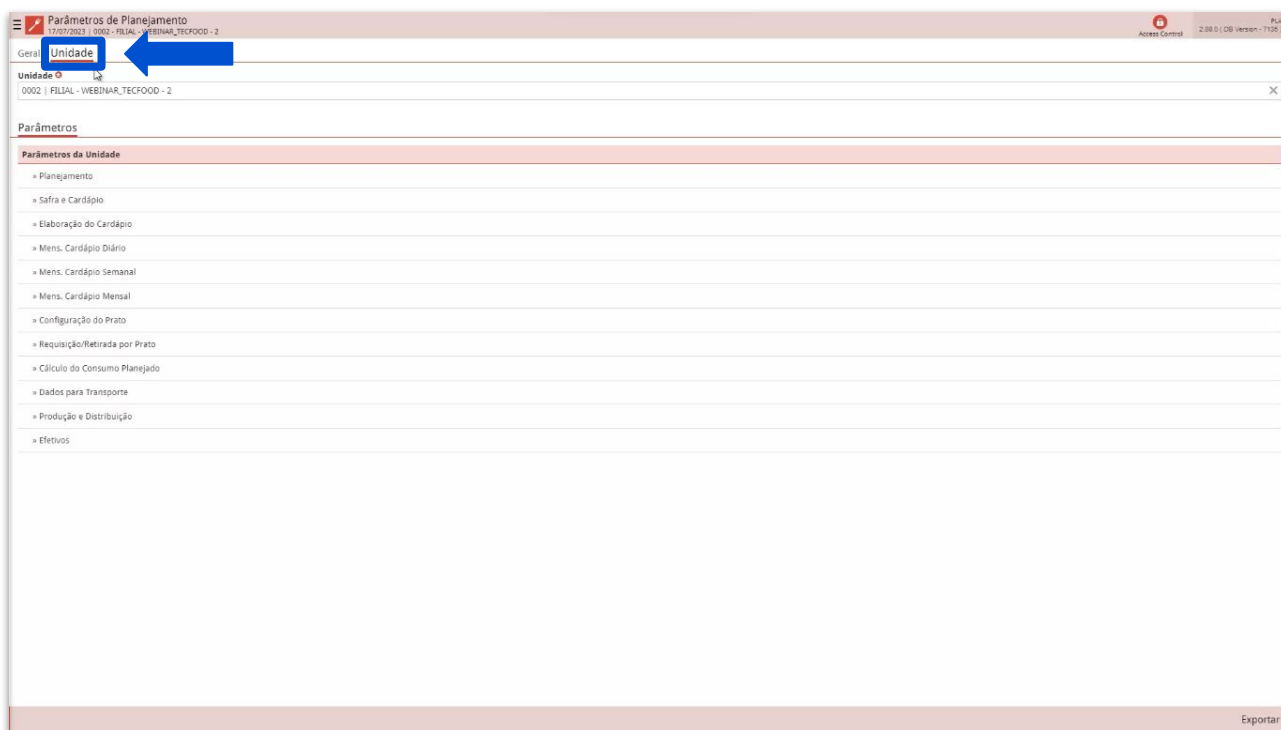 Parâmetros de Planejamento
17/07/2023 | 0002 - FILIAL - WEBINAR_TECFOOD - 2
Access Control
2.88.0 ( DB Version - 7135
Geral Unidade
Unidade
0002 | FILIAL - WEBINAR_TECFOOD - 2
Parâmetros
Parâmetros da Unidade
» Planejamento
» Safra e Cardápio
» Elaboração do Cardápio
» Mens. Cardápio Diário
» Mens. Cardápio Semanal
» Mens. Cardápio Mensal
» Configuração do Prato
» Requisição/Retirada por Prato
» Cálculo do Consumo Planejado
» Dados para Transporte
» Produção e Distribuição
» Efetivos
Exportar